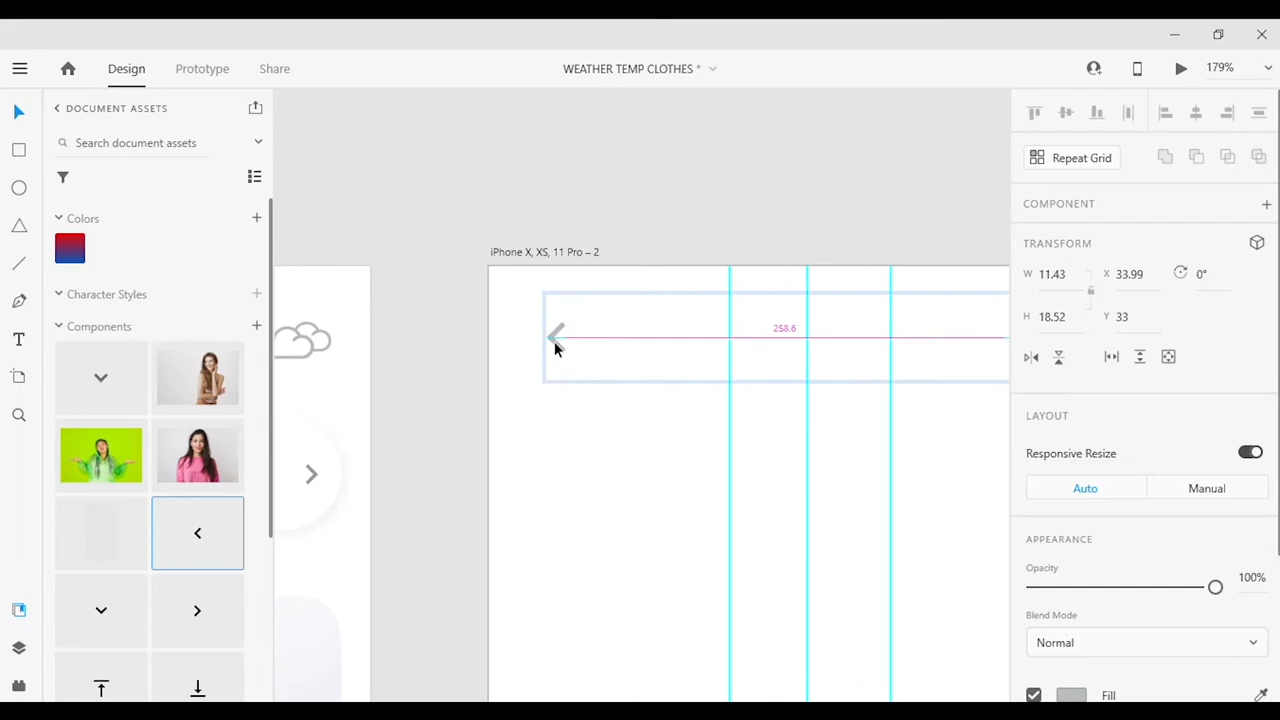 Design
Prototype
Share
WEATHER TEMP CLOTHES *
179%
DOCUMENT ASSETS
Search document assets
Colors
Character Styles
Components
iPhone X, XS, 11 Pro – 2
258.6
Repeat Grid
COMPONENT
TRANSFORM
W 11.43 X 33.99 0°
H 18.52 Y 33
LAYOUT
Responsive Resize
Auto
Manual
APPEARANCE
Opacity
100%
Blend Mode
Normal
Fill